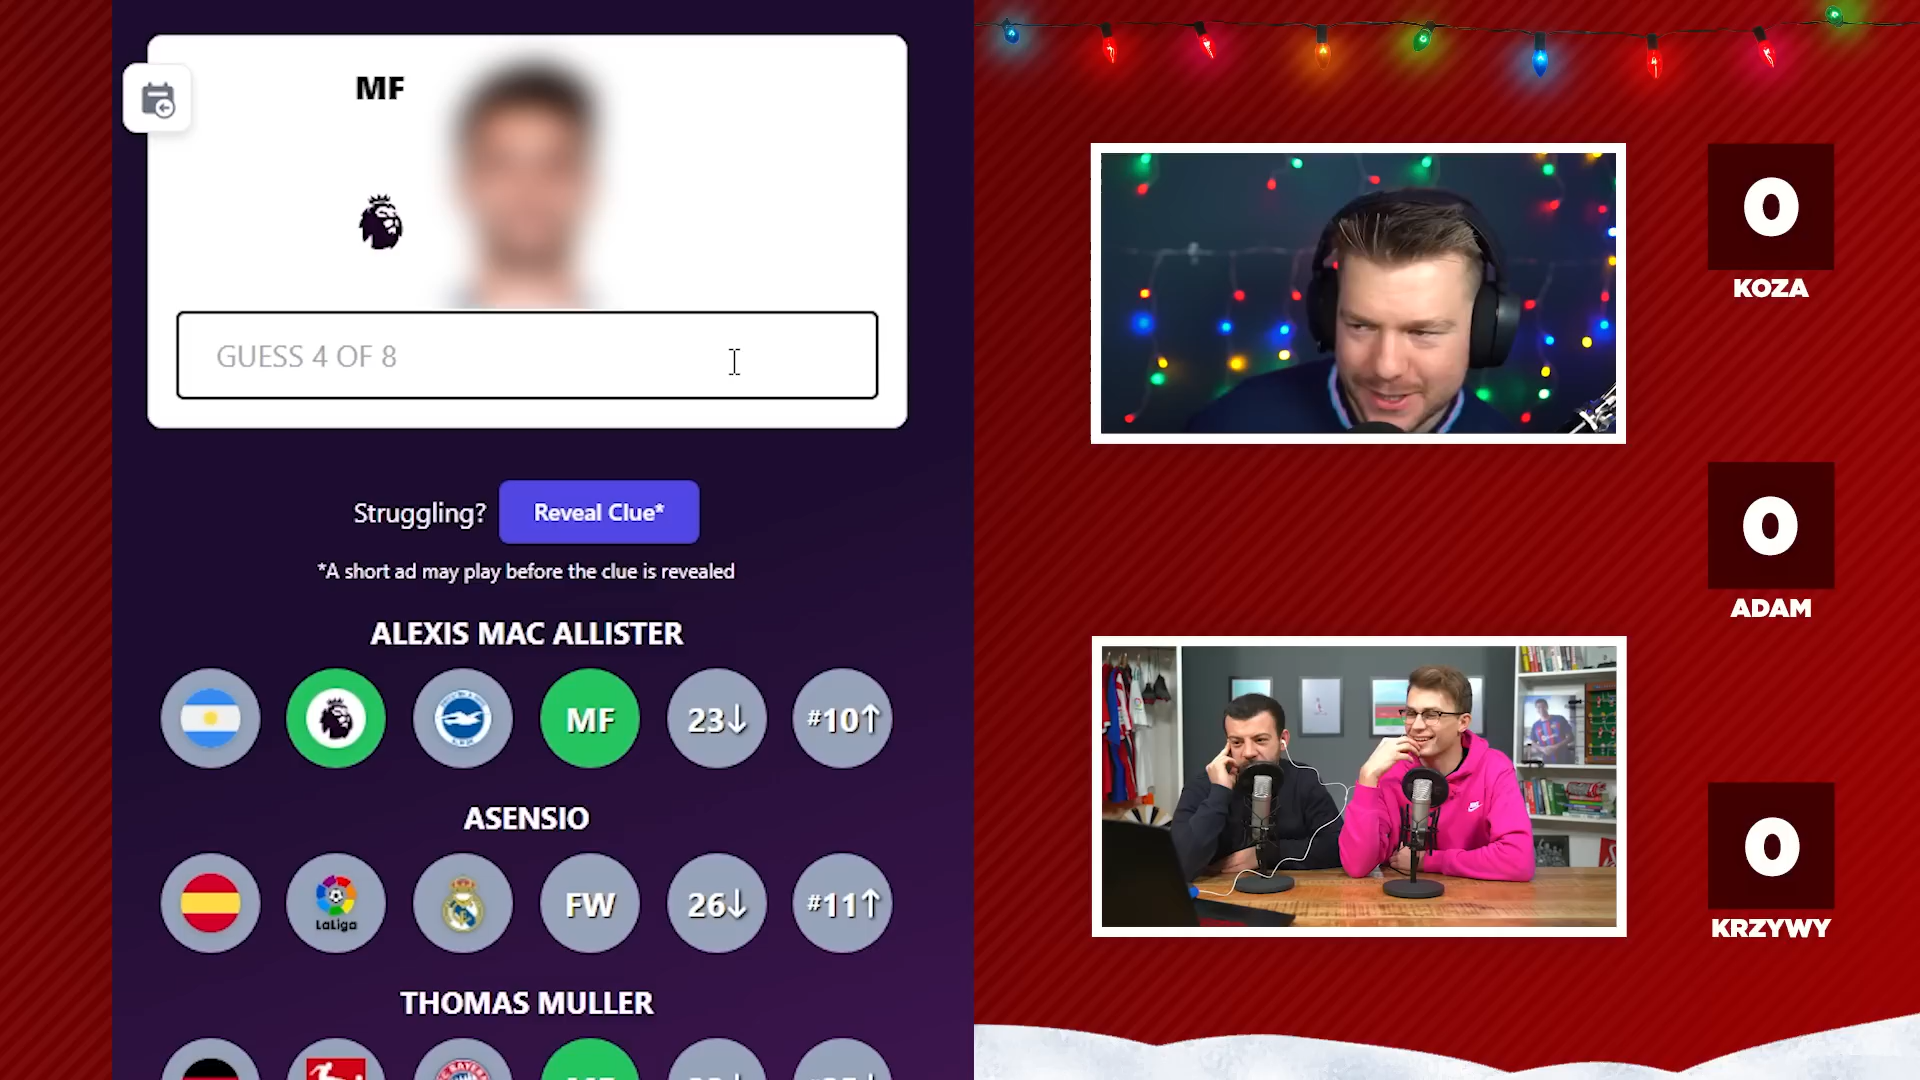 MF
GUESS 4 OF 8
Struggling? Reveal Clue*
*A short ad may play before the clue is revealed
ALEXIS MAC ALLISTER
MF 23↓ #10↑
ASENSIO
LaLiga FW 26↓ #11↑
THOMAS MULLER
0
KOZA
0
ADAM
0
KRZYWY